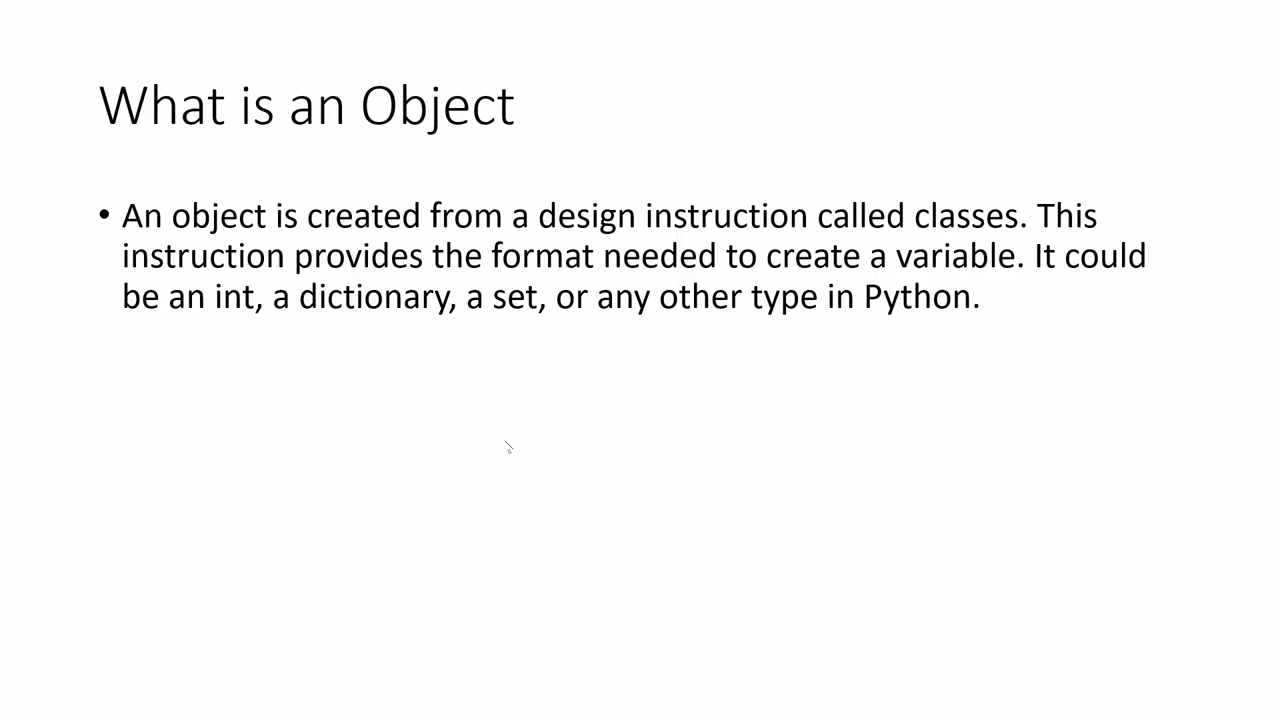 What is an Object
• An object is created from a design instruction called classes. This
instruction provides the format needed to create a variable. It could
be an int, a dictionary, a set, or any other type in Python.